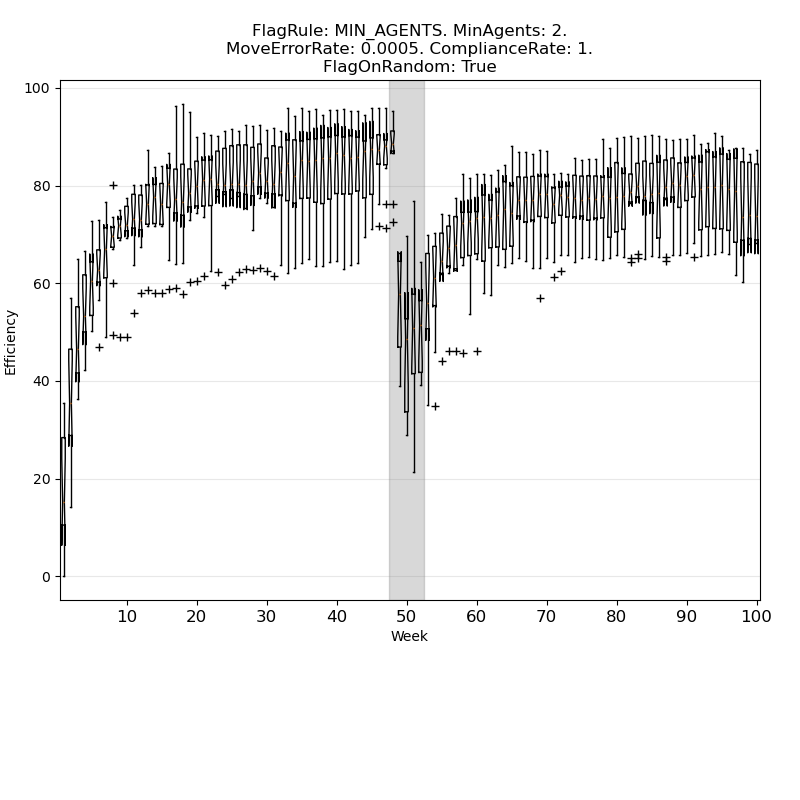 FlagRule: MIN_AGENTS. MinAgents: 2.
MoveErrorRate: 0.0005. ComplianceRate: 1.
FlagOnRandom: True
100
80
60
40
20
0
Efficiency
10 20 30 40 50 60 70 80 90 100
Week